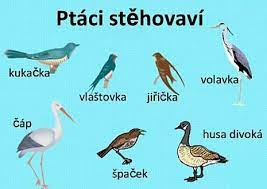 Ptáci stěhovaví
kukačka
vlaštovka
jiřička
volavka
čáp
špaček
husa divoká